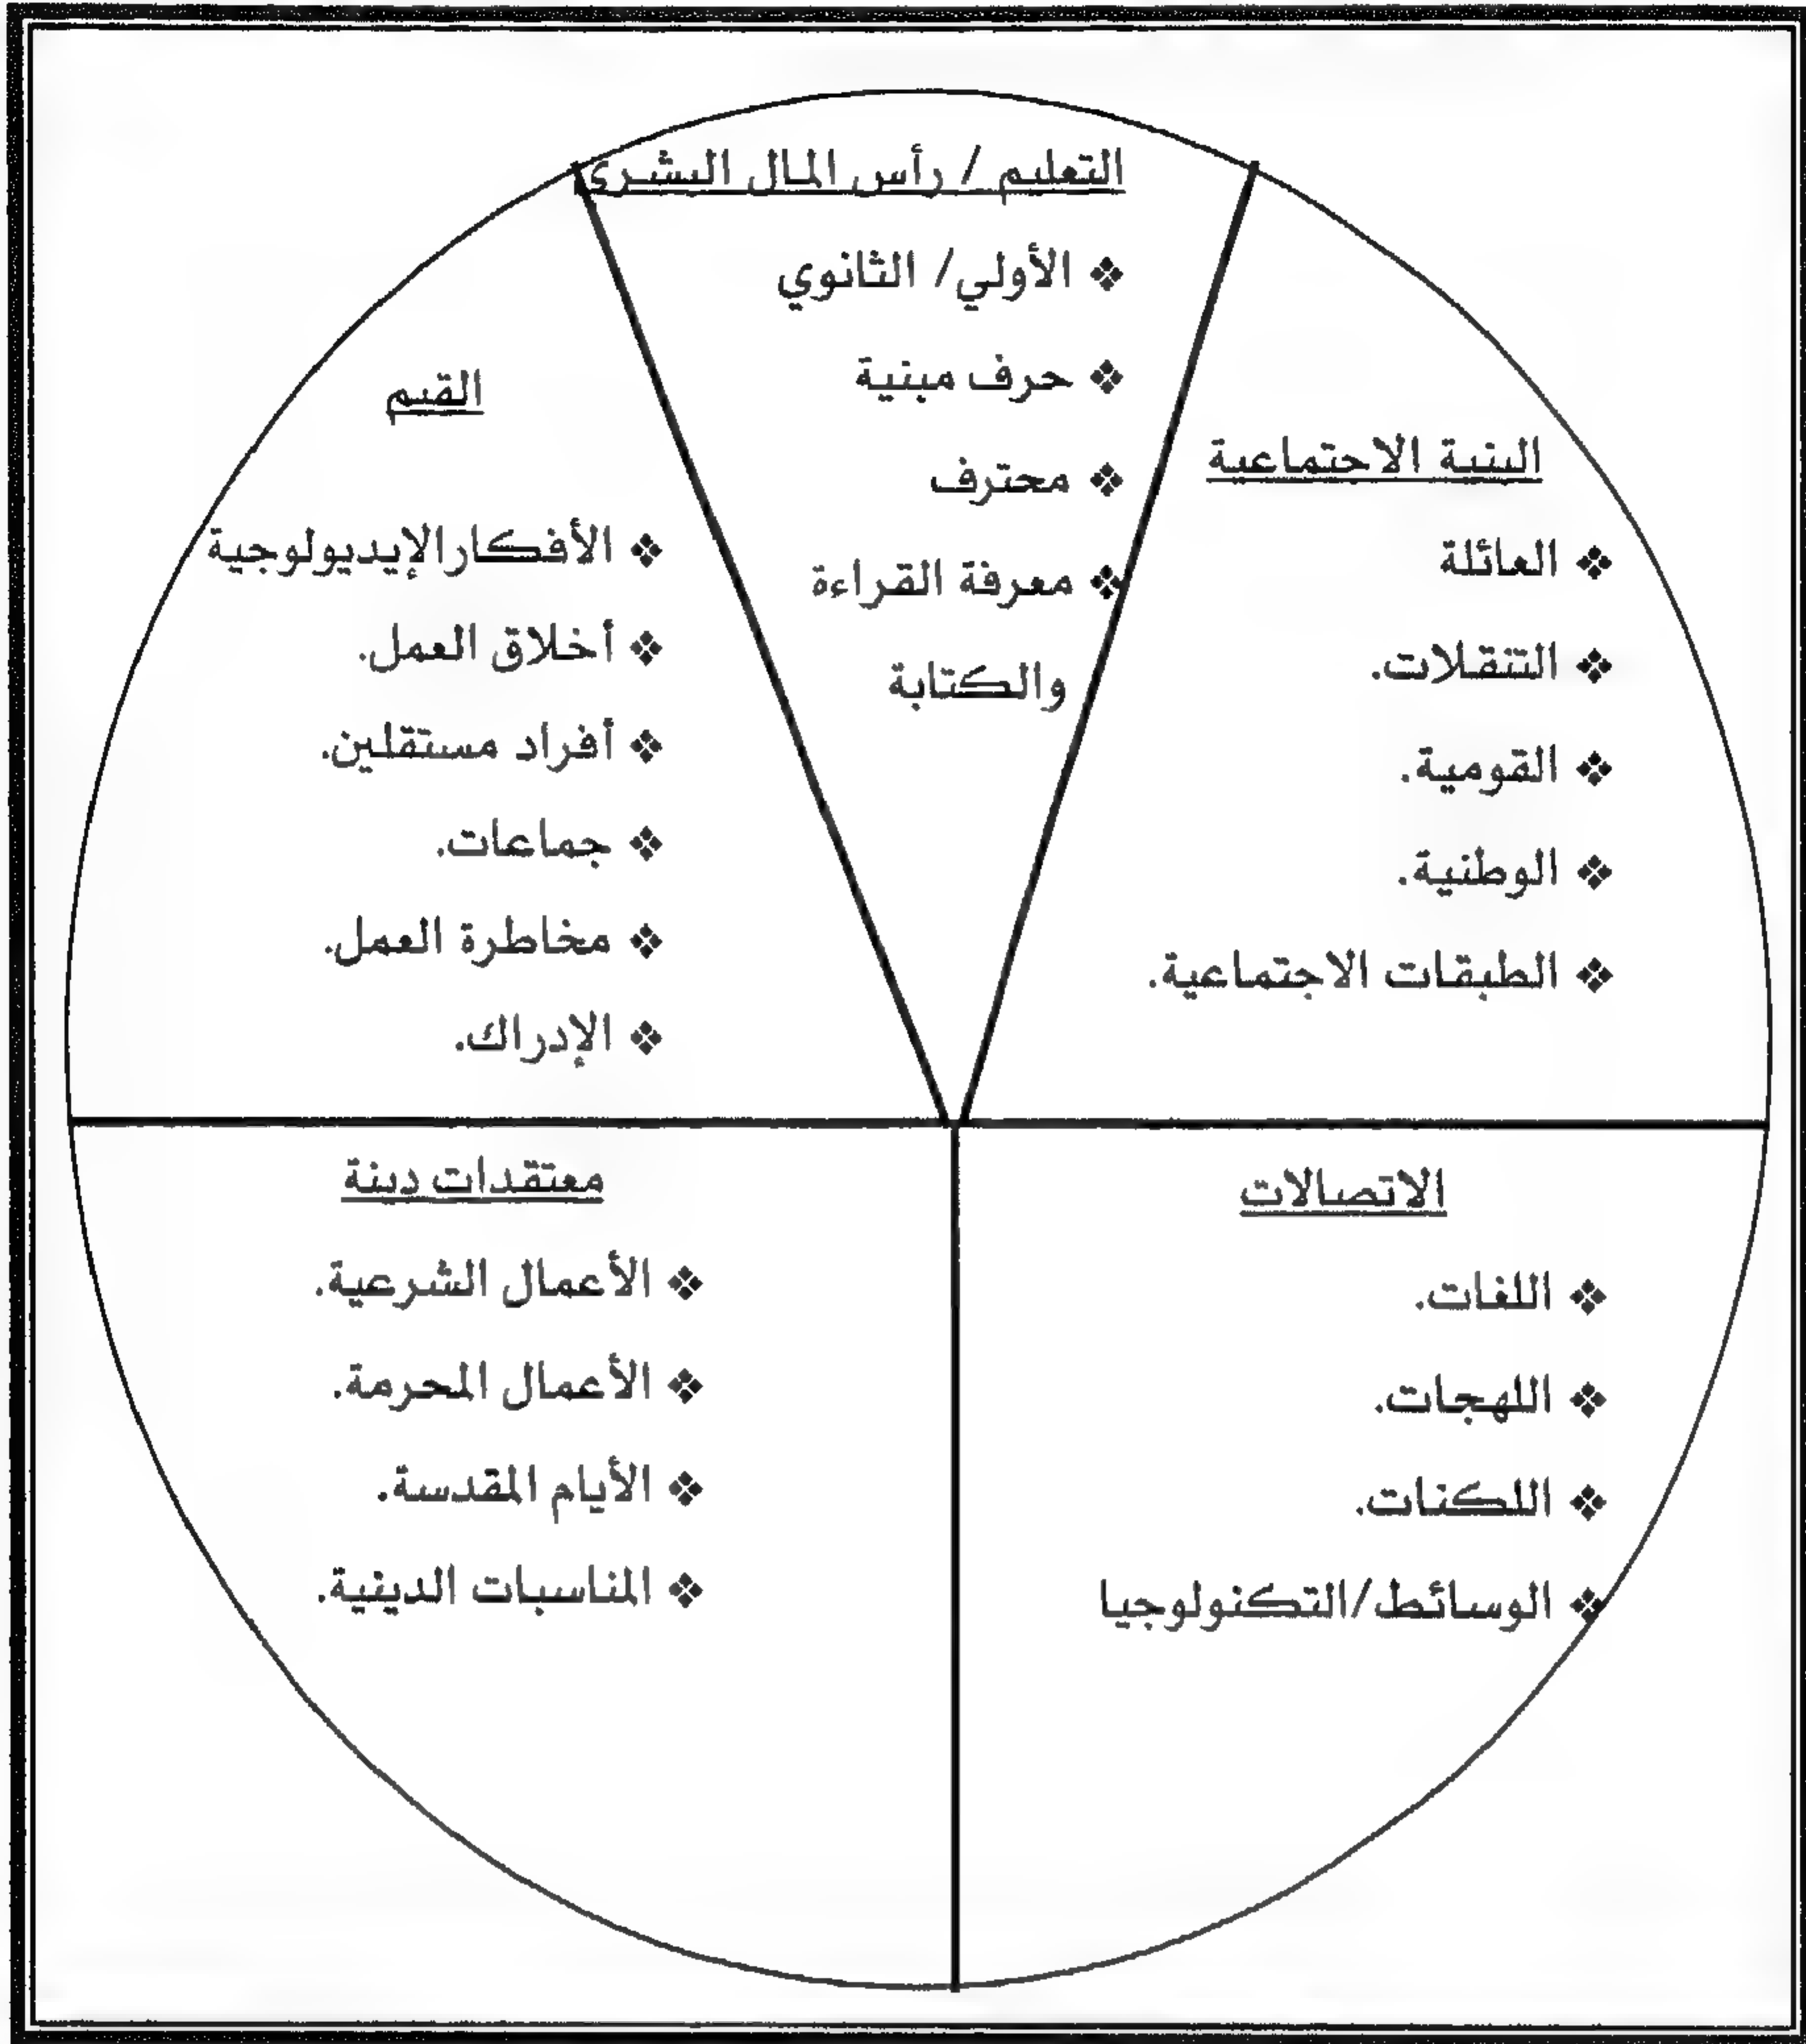 التعليم / رأس المال البشري
❖ الأولي/ الثانوي
❖ حرف مبنية
❖ محترف
❖ معرفة القراءة
والكتابة
البنية الاجتماعية
❖ العائلة
❖ التنقلات.
❖ القومية.
❖ الوطنية.
❖ الطبقات الاجتماعية.
القيم
❖ الأفكارالإيديولوجية
❖ أخلاق العمل.
❖ أفراد مستقلين.
❖ جماعات.
❖ مخاطرة العمل.
❖ الإدراك.
الاتصالات
❖ اللغات.
❖ اللهجات.
❖ اللكنات.
❖ الوسائط/التكنولوجيا
معتقدات دينة
❖ الأعمال الشرعية.
❖ الأعمال المحرمة.
❖ الأيام المقدسة.
❖ المناسبات الدينية.